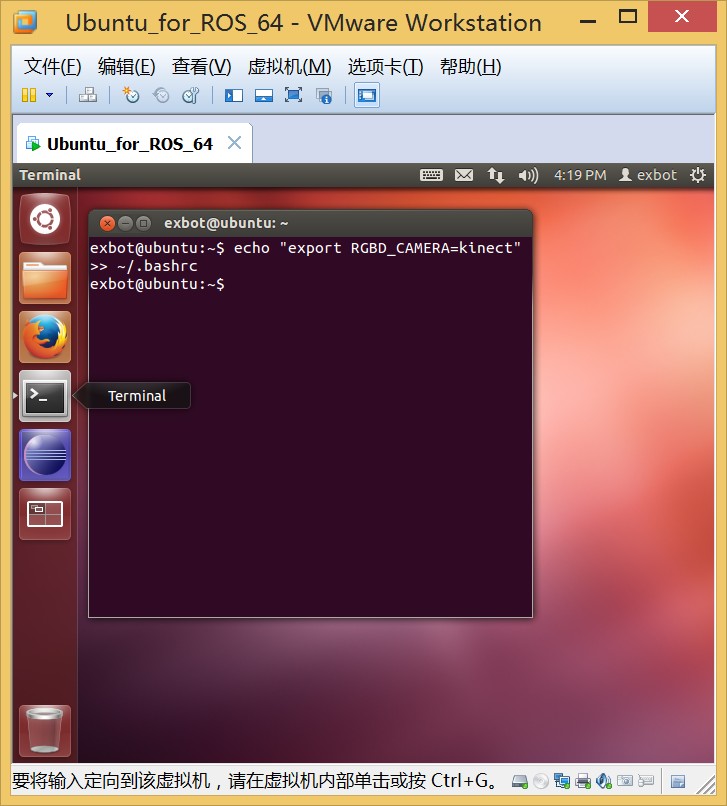 Ubuntu_for_ROS_64 - VMware Workstation
文件(F) 编辑(E) 查看(V) 虚拟机(M) 选项卡(T) 帮助(H)
Ubuntu_for_ROS_64
Terminal 4:19 PM exbot
exbot@ubuntu: ~
exbot@ubuntu:~$ echo "export RGBD_CAMERA=kinect"
>> ~/.bashrc
exbot@ubuntu:~$
Terminal
要将输入定向到该虚拟机，请在虚拟机内部单击或按 Ctrl+G。